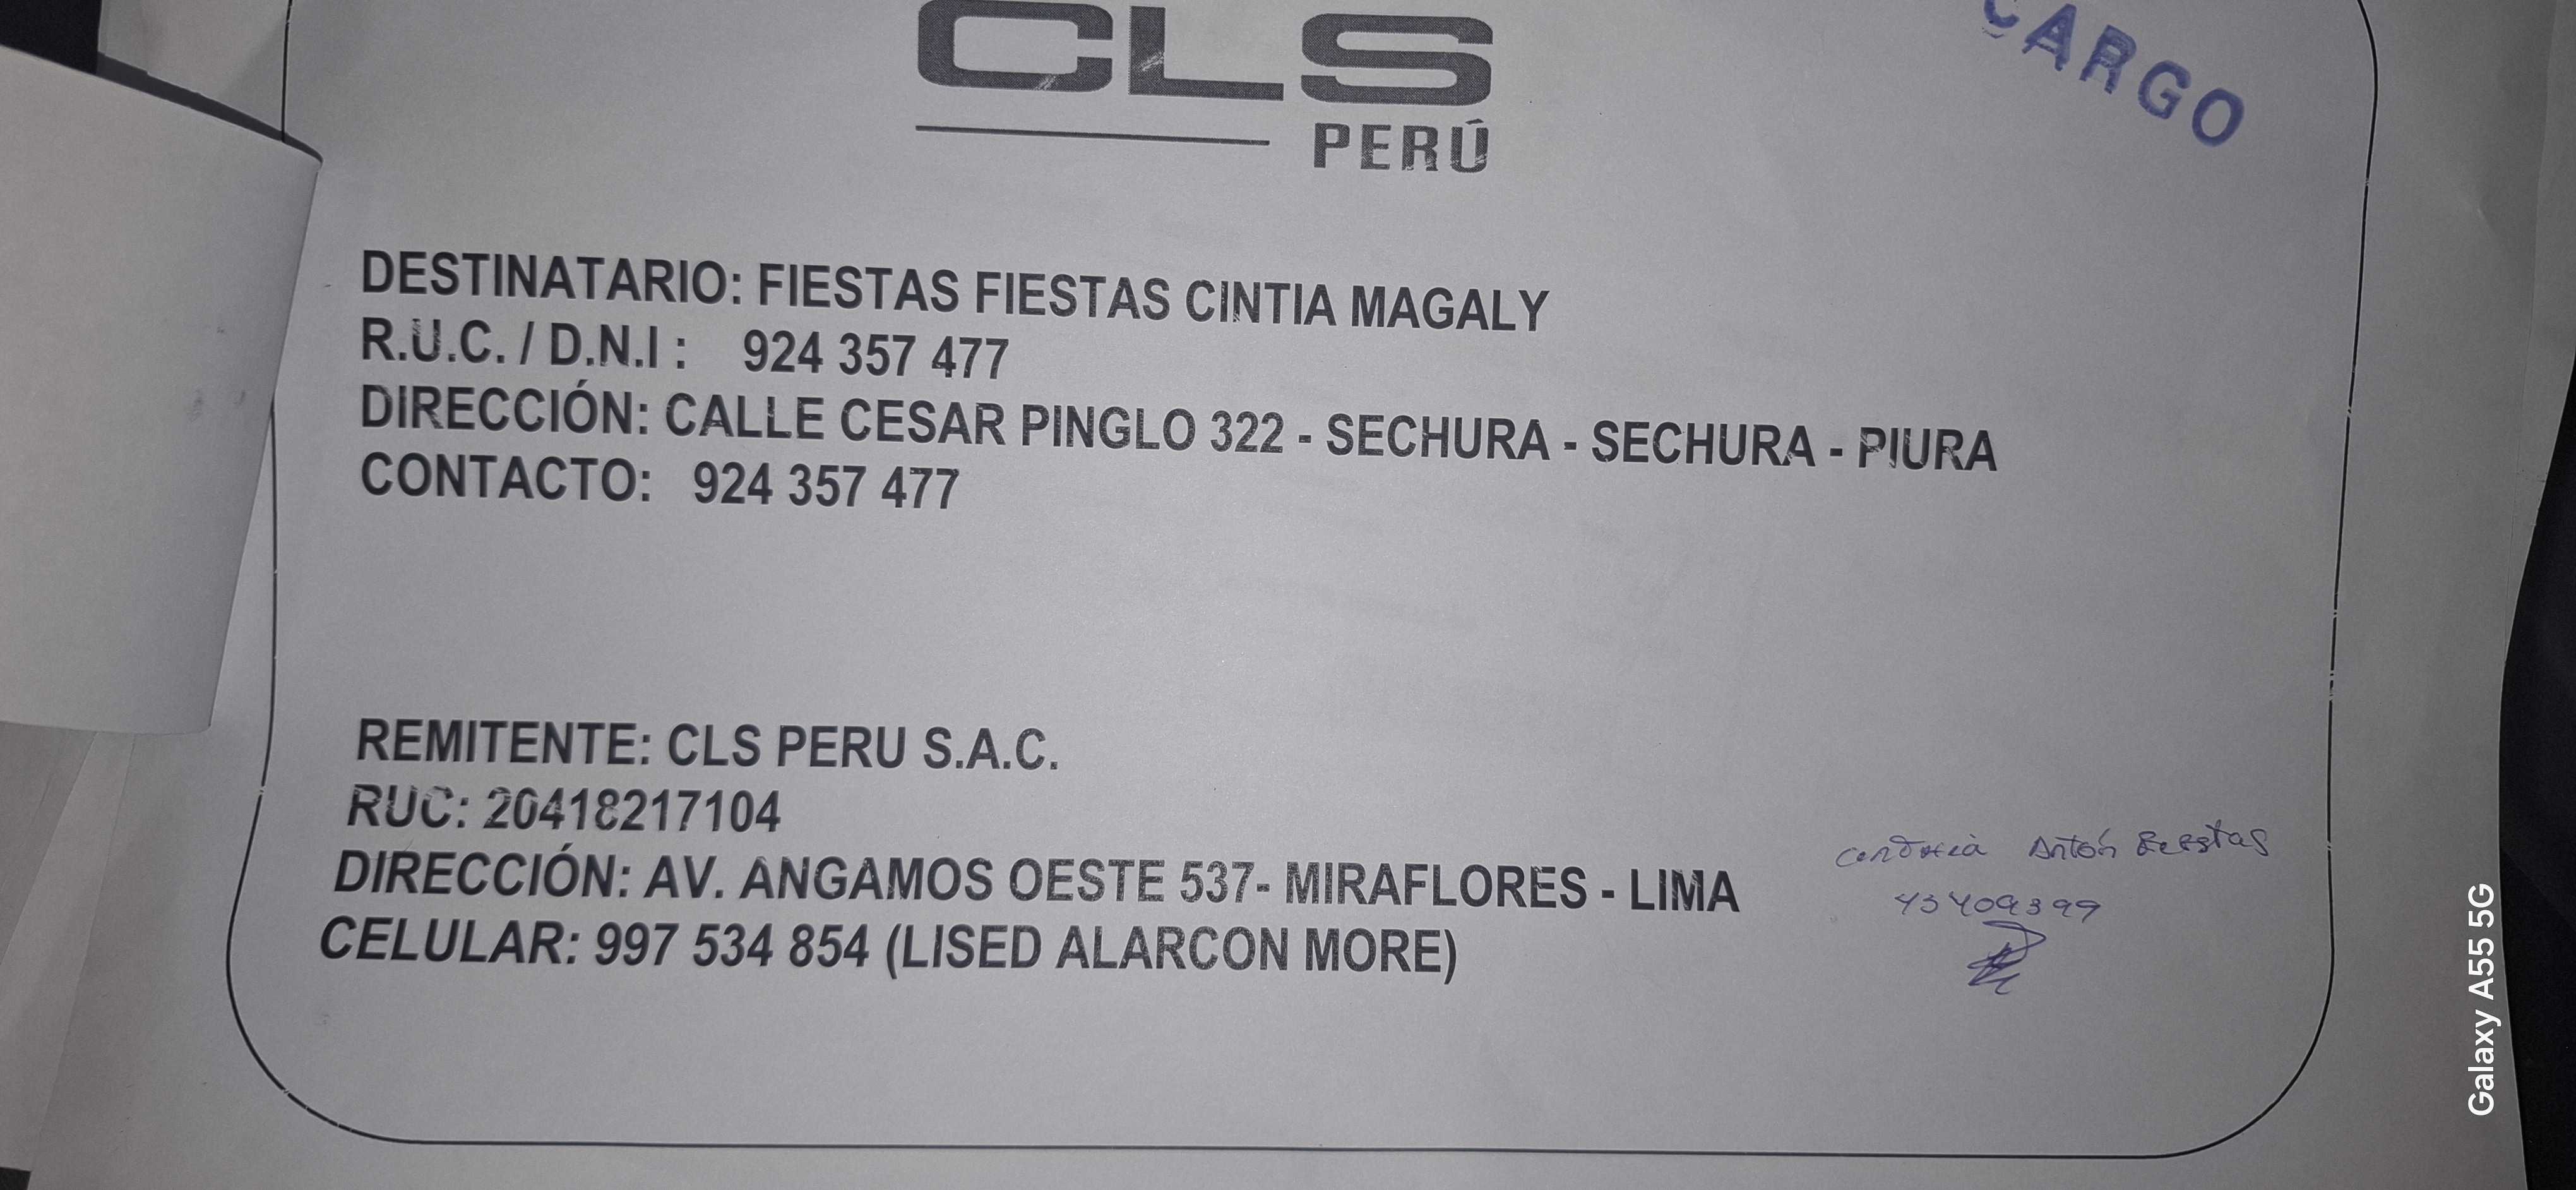 CLS
PERÚ
CARGO
DESTINATARIO: FIESTAS FIESTAS CINTIA MAGALY
R.U.C. / D.N.I : 924 357 477
DIRECCIÓN: CALLE CESAR PINGLO 322 - SECHURA - SECHURA - PIURA
CONTACTO: 924 357 477
REMITENTE: CLS PERU S.A.C.
RUC: 20418217104
DIRECCIÓN: AV. ANGAMOS OESTE 537- MIRAFLORES - LIMA
CELULAR: 997 534 854 (LISED ALARCON MORE)
Antón Fiestas
Galaxy A55 5G